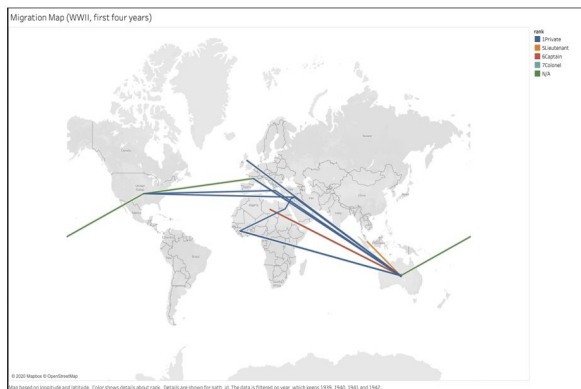 Migration Map (WWII, first four years)
rank
1Private
5Lieutenant
6Captain
7Colonel
N/A
© 2020 Mapbox © OpenStreetMap
Map based on longitude and latitude. Color shows details about rank. Details are shown for path_id. The data is filtered on year, which keeps 1939, 1940, 1941 and 1942.